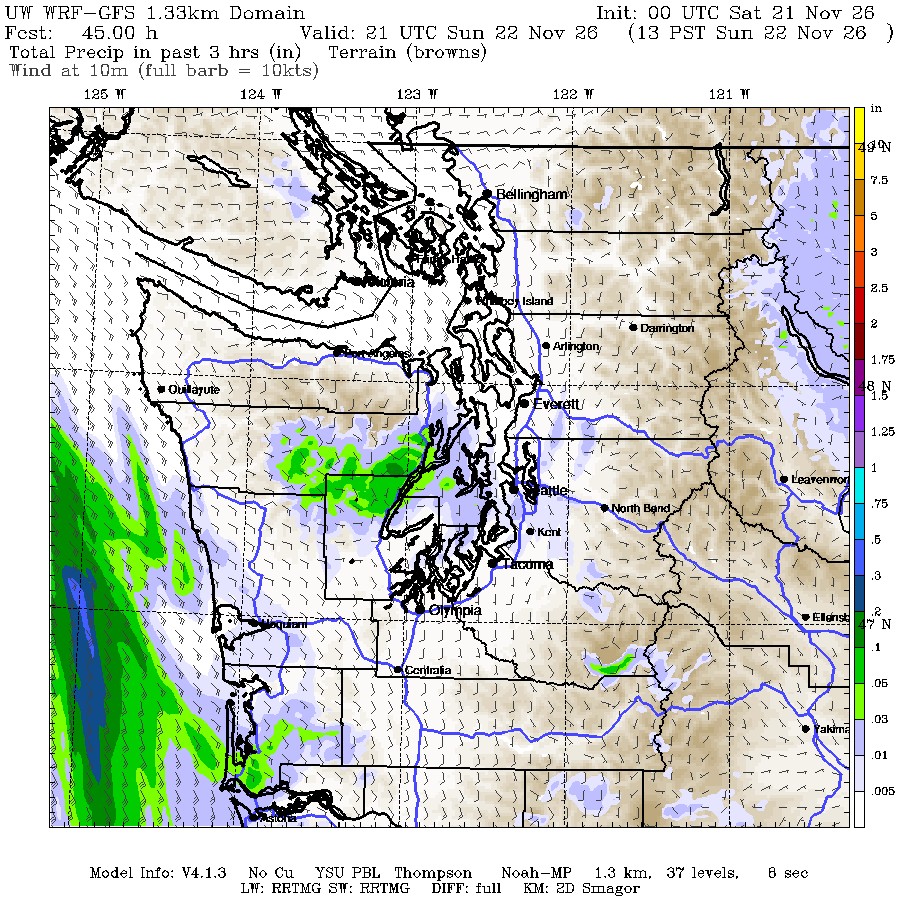 UW WRF-GFS 1.33km Domain Init: 00 UTC Sat 21 Nov 26
Fcst: 45.00 h Valid: 21 UTC Sun 22 Nov 26 (13 PST Sun 22 Nov 26 )
Total Precip in past 3 hrs (in) Terrain (browns)
Wind at 10m (full barb = 10kts)
125 W 124 W 123 W 122 W 121 W
in
49 N
7.5
Bellingham
5
3
Victoria
2.5
Whidbey Island
Darrington
2
Arlington
Port Angeles
1.75
Quillayute
48 N
1.5
Everett
1.25
1
Leavenwor
Seattle
.75
North Bend
Kent
.5
Tacoma
.3
Olympia
.2
Ellensb
Hoquiam
47 N
.1
Centralia
.05
.03
Yakima
.01
.005
Astoria
Model Info: V4.1.3 No Cu YSU PBL Thompson Noah-MP 1.3 km, 37 levels, 8 sec
LW: RRTMG SW: RRTMG DIFF: full KM: 2D Smagor